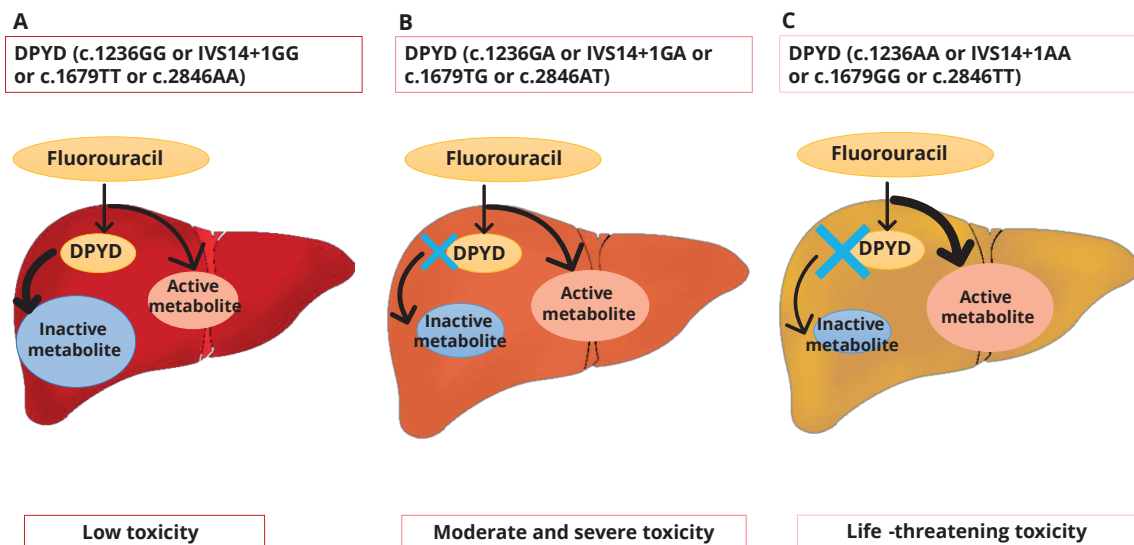 A
DPYD (c.1236GG or IVS14+1GG
or c.1679TT or c.2846AA)
Fluorouracil
DPYD
Active
metabolite
Inactive
metabolite
Low toxicity
B
DPYD (c.1236GA or IVS14+1GA or
c.1679TG or c.2846AT)
Fluorouracil
DPYD
Active
metabolite
Inactive
metabolite
Moderate and severe toxicity
C
DPYD (c.1236AA or IVS14+1AA
or c.1679GG or c.2846TT)
Fluorouracil
DPYD
Active
metabolite
Inactive
metabolite
Life -threatening toxicity